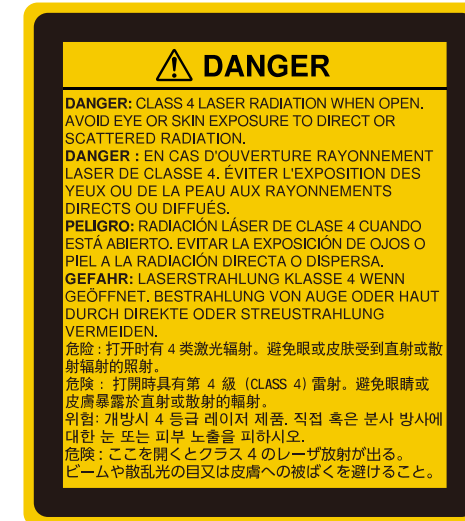 DANGER
DANGER: CLASS 4 LASER RADIATION WHEN OPEN.
AVOID EYE OR SKIN EXPOSURE TO DIRECT OR
SCATTERED RADIATION.
DANGER : EN CAS D'OUVERTURE RAYONNEMENT
LASER DE CLASSE 4. ÉVITER L'EXPOSITION DES
YEUX OU DE LA PEAU AUX RAYONNEMENTS
DIRECTS OU DIFFUÉS.
PELIGRO: RADIACIÓN LÁSER DE CLASE 4 CUANDO
ESTÁ ABIERTO. EVITAR LA EXPOSICIÓN DE OJOS O
PIEL A LA RADIACIÓN DIRECTA O DISPERSA.
GEFAHR: LASERSTRAHLUNG KLASSE 4 WENN
GEÖFFNET. BESTRAHLUNG VON AUGE ODER HAUT
DURCH DIREKTE ODER STREUSTRAHLUNG
VERMEIDEN.
危险 : 打开时有 4 类激光辐射。避免眼或皮肤受到直射或散
射辐射的照射。
危険 : 打開時具有第 4 級 (CLASS 4) 雷射。避免眼睛或
皮膚暴露於直射或散射的輻射。
위험: 개방시 4 등급 레이저 제품. 직접 혹은 분사 방사에
대한 눈 또는 피부 노출을 피하시오.
危険 : ここを開くとクラス 4 のレーザ放射が出る。
ビームや散乱光の目又は皮膚への被ばくを避けること。